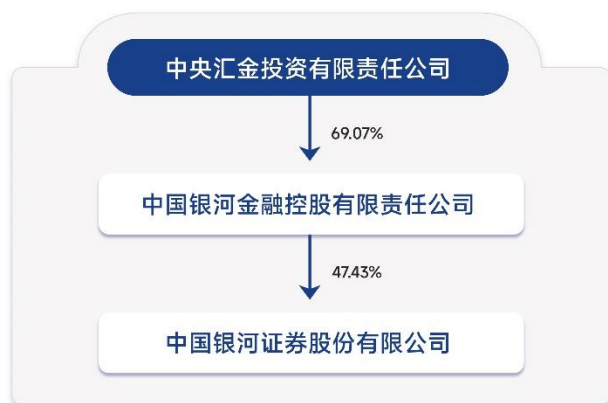 中央汇金投资有限责任公司
69.07%
中国银河金融控股有限责任公司
47.43%
中国银河证券股份有限公司